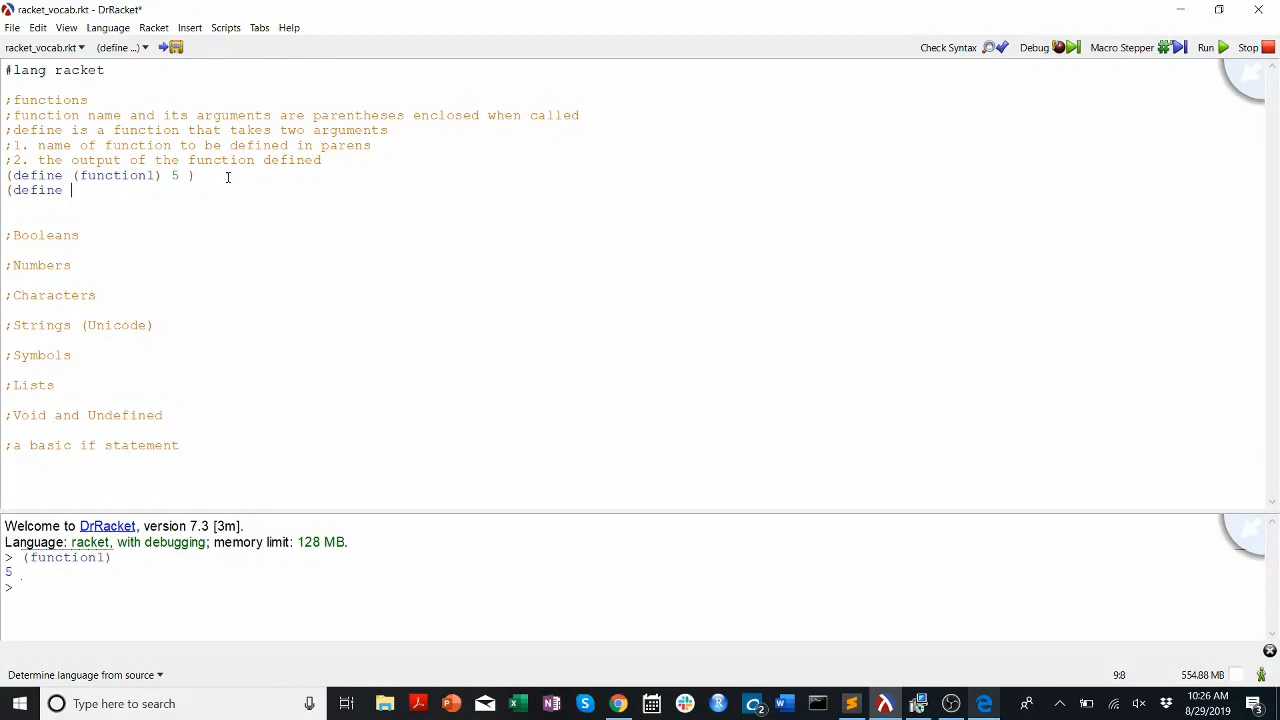 racket_vocab.rkt - DrRacket*
File Edit View Language Racket Insert Scripts Tabs Help
racket_vocab.rkt (define ...) Check Syntax Debug Macro Stepper Run Stop
#lang racket
;functions
;function name and its arguments are parentheses enclosed when called
;define is a function that takes two arguments
;1. name of function to be defined in parens
;2. the output of the function defined
(define (function1) 5 )
(define
;Booleans
;Numbers
;Characters
;Strings (Unicode)
;Symbols
;Lists
;Void and Undefined
;a basic if statement
Welcome to DrRacket, version 7.3 [3m].
Language: racket, with debugging; memory limit: 128 MB.
> (function1)
5
>
Determine language from source 9:8 554.88 MB
Type here to search 10:26 AM
8/29/2019